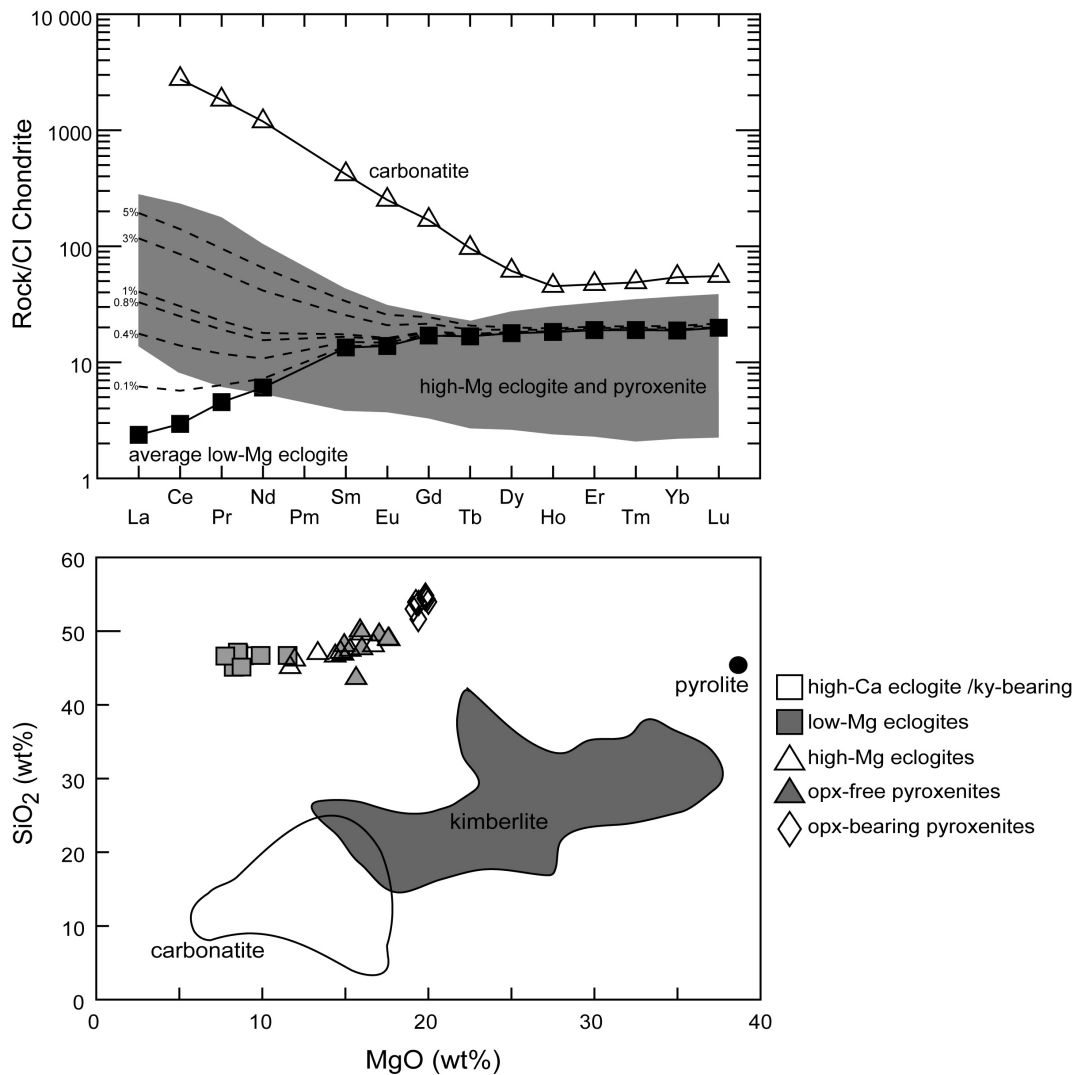 10 000
1000
100
10
1
Rock/CI Chondrite
carbonatite
5%
3%
1%
0.8%
0.4%
0.1%
high-Mg eclogite and pyroxenite
average low-Mg eclogite
Ce Nd Sm Gd Dy Er Yb
La Pr Pm Eu Tb Ho Tm Lu
60
50
40
30
20
10
0
SiO2 (wt%)
pyrolite
kimberlite
carbonatite
0 10 20 30 40
MgO (wt%)
high-Ca eclogite /ky-bearing
low-Mg eclogites
high-Mg eclogites
opx-free pyroxenites
opx-bearing pyroxenites